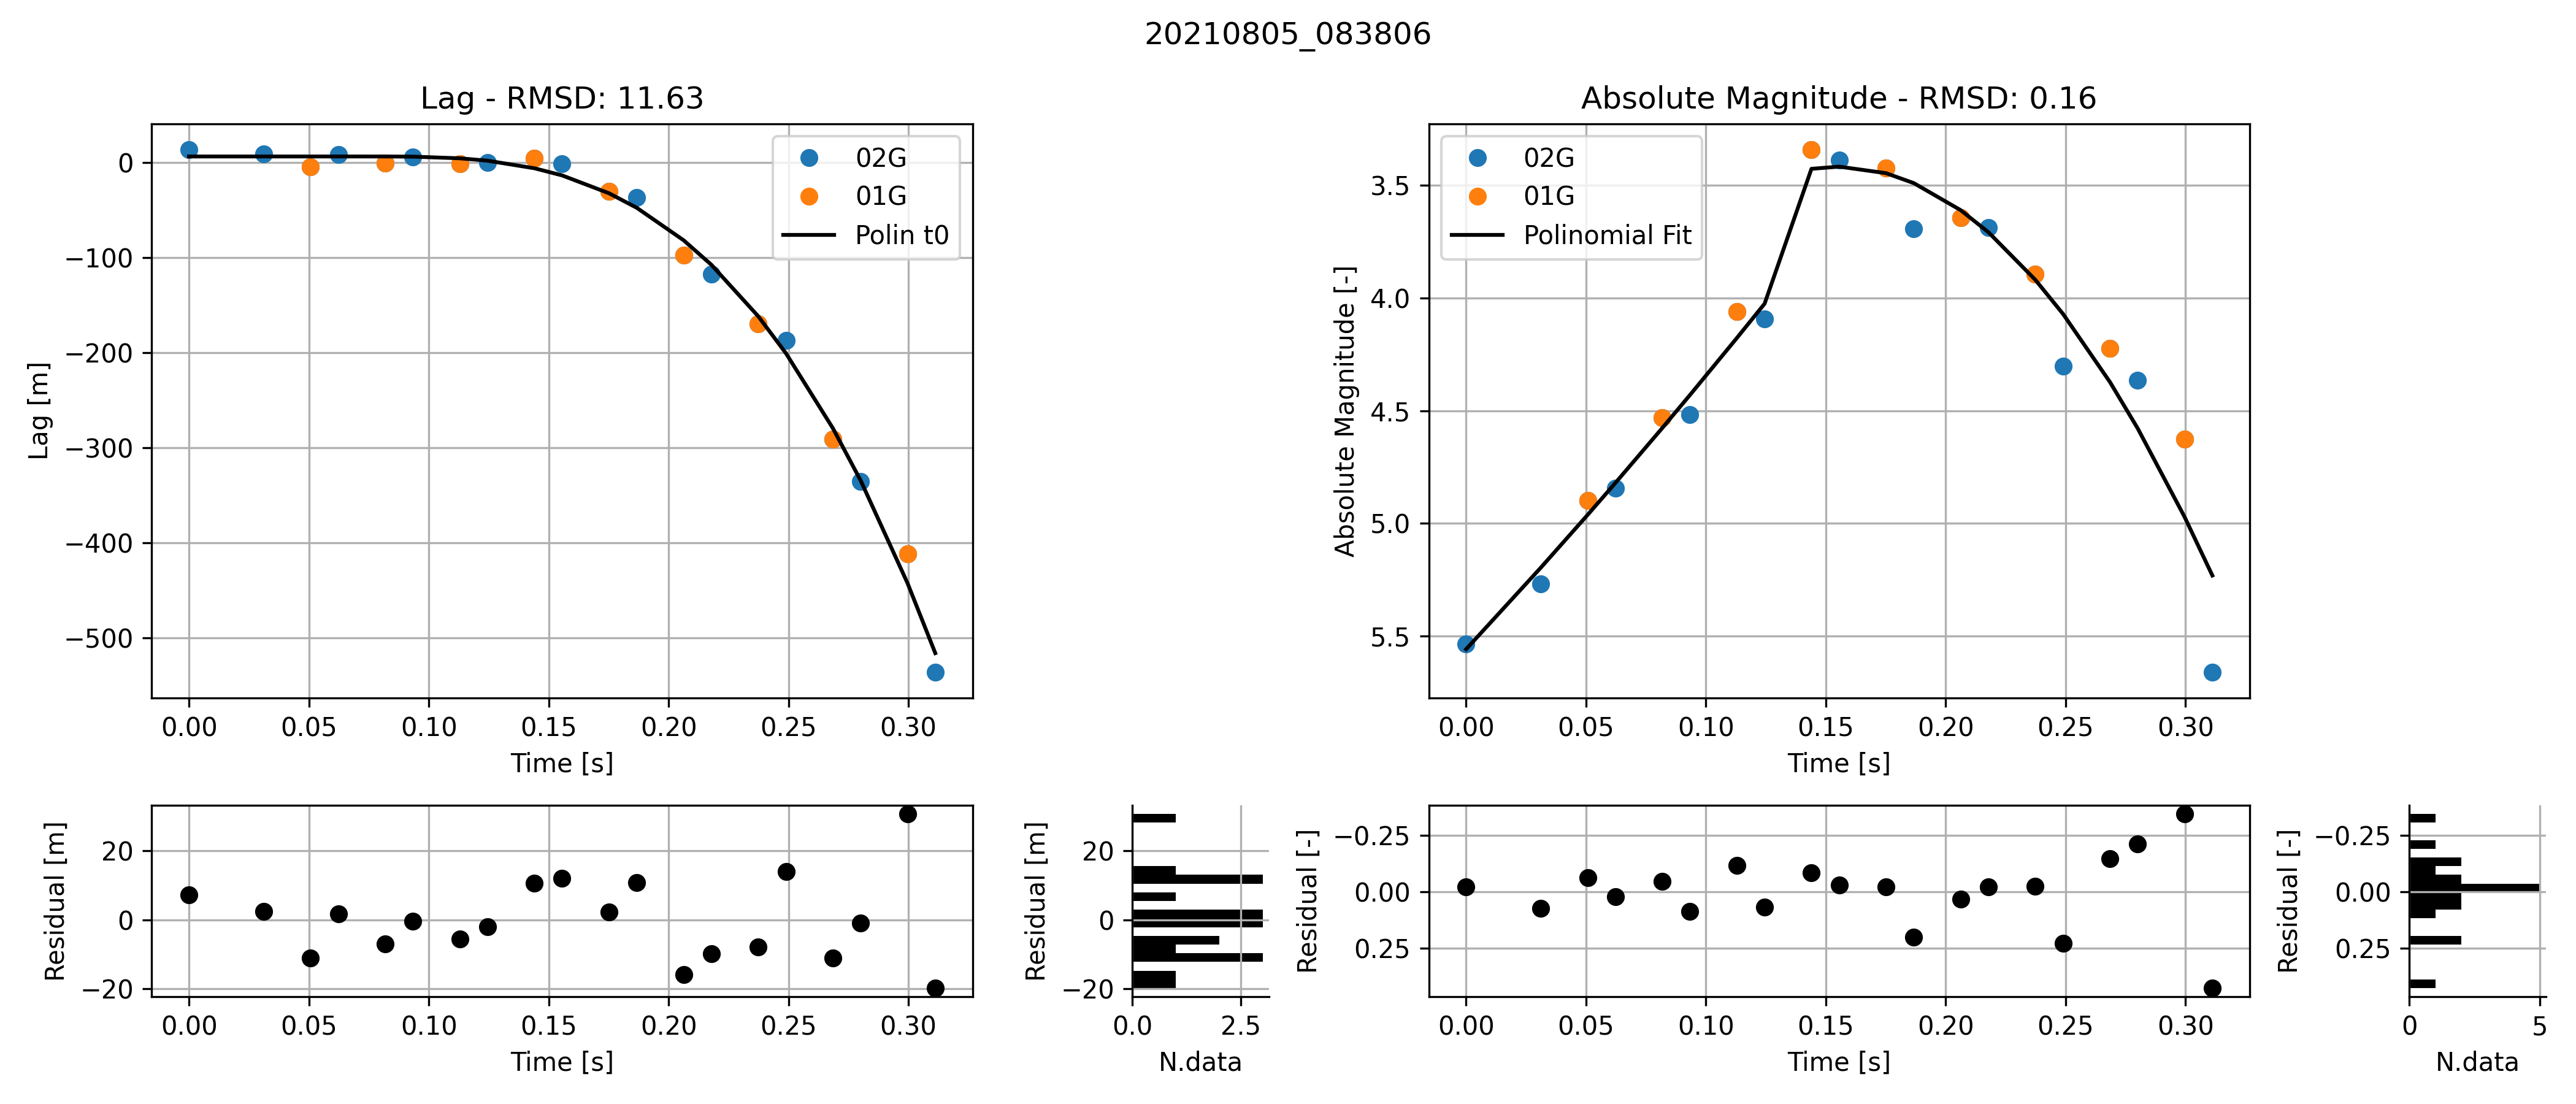 20210805_083806
Lag - RMSD: 11.63
Lag [m]
0
−100
−200
−300
−400
−500
02G
01G
Polin t0
0.00 0.05 0.10 0.15 0.20 0.25 0.30
Time [s]
Absolute Magnitude - RMSD: 0.16
Absolute Magnitude [-]
3.5
4.0
4.5
5.0
5.5
02G
01G
Polinomial Fit
0.00 0.05 0.10 0.15 0.20 0.25 0.30
Time [s]
Residual [m]
20
0
−20
0.00 0.05 0.10 0.15 0.20 0.25 0.30
Time [s]
Residual [m]
20
0
−20
0.0 2.5
N.data
Residual [-]
−0.25
0.00
0.25
0.00 0.05 0.10 0.15 0.20 0.25 0.30
Time [s]
Residual [-]
−0.25
0.00
0.25
0 5
N.data